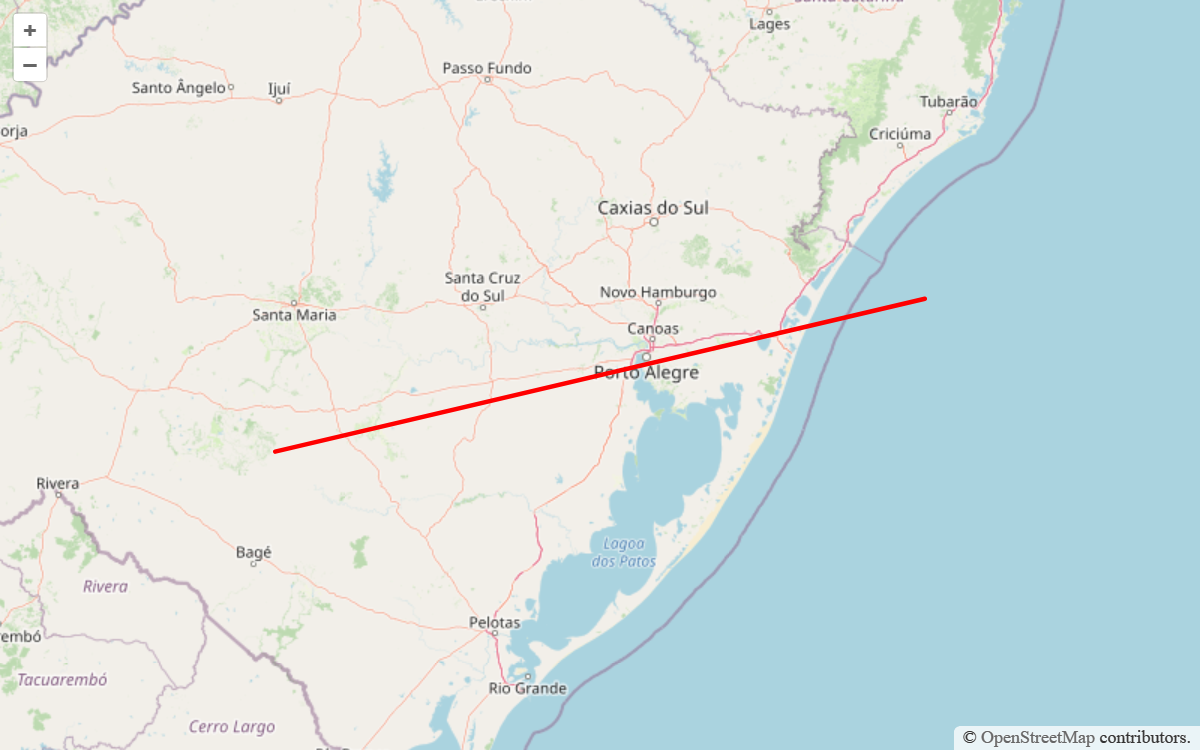 Lages
+
−
Passo Fundo
Santo Ângelo
Ijuí
Tubarão
orja
Criciúma
Caxias do Sul
Santa Cruz
do Sul
Novo Hamburgo
Santa Maria
Canoas
Porto Alegre
Rivera
Lagoa
dos Patos
Bagé
Rivera
Pelotas
rembó
Tacuarembó
Rio Grande
Cerro Largo
© OpenStreetMap contributors.